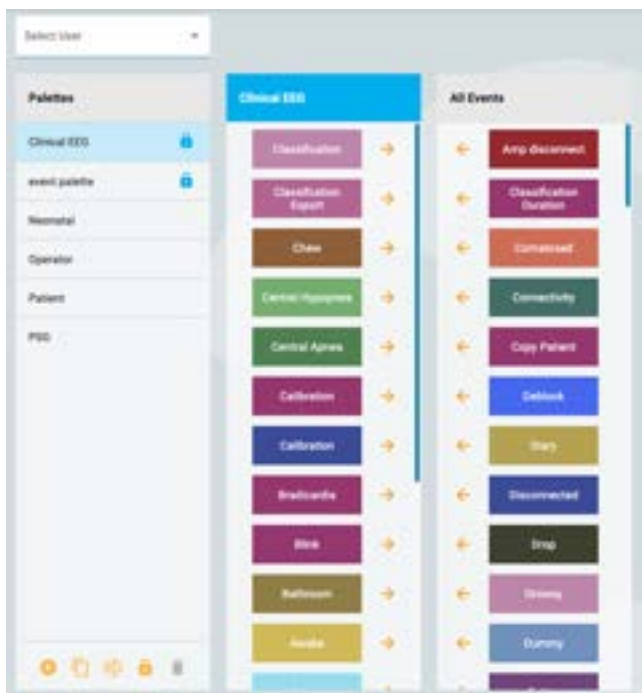 Select User
Palettes
Clinical EEG
event palette
Neonatal
Operator
Patient
PSG
Clinical EEG
Classification
Classification
Export
Chew
Central Hypopnea
Central Apnea
Calibration
Calibration
Bradicardia
Blink
Bathroom
Awake
All Events
Amp disconnect
Classification
Duration
Comatosed
Connectivity
Copy Patient
Deblock
Diary
Disconnected
Drop
Drowsy
Dummy